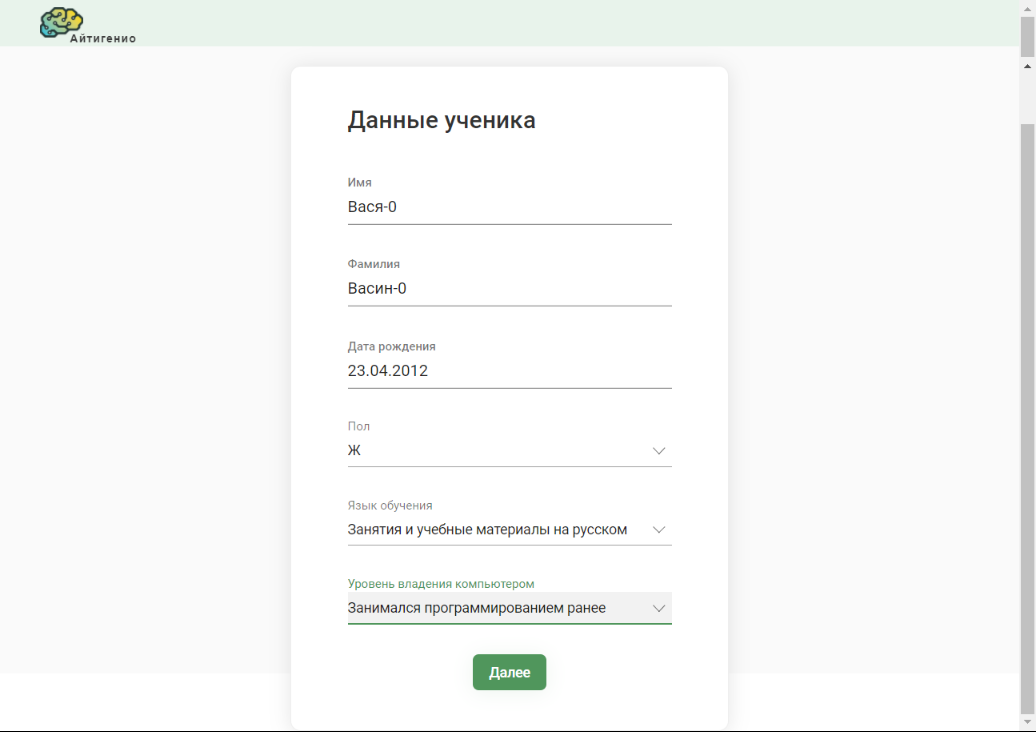 Айтигенио
Данные ученика
Имя
Вася-0
Фамилия
Васин-0
Дата рождения
23.04.2012
Пол
Ж
Язык обучения
Занятия и учебные материалы на русском
Уровень владения компьютером
Занимался программированием ранее
Далее